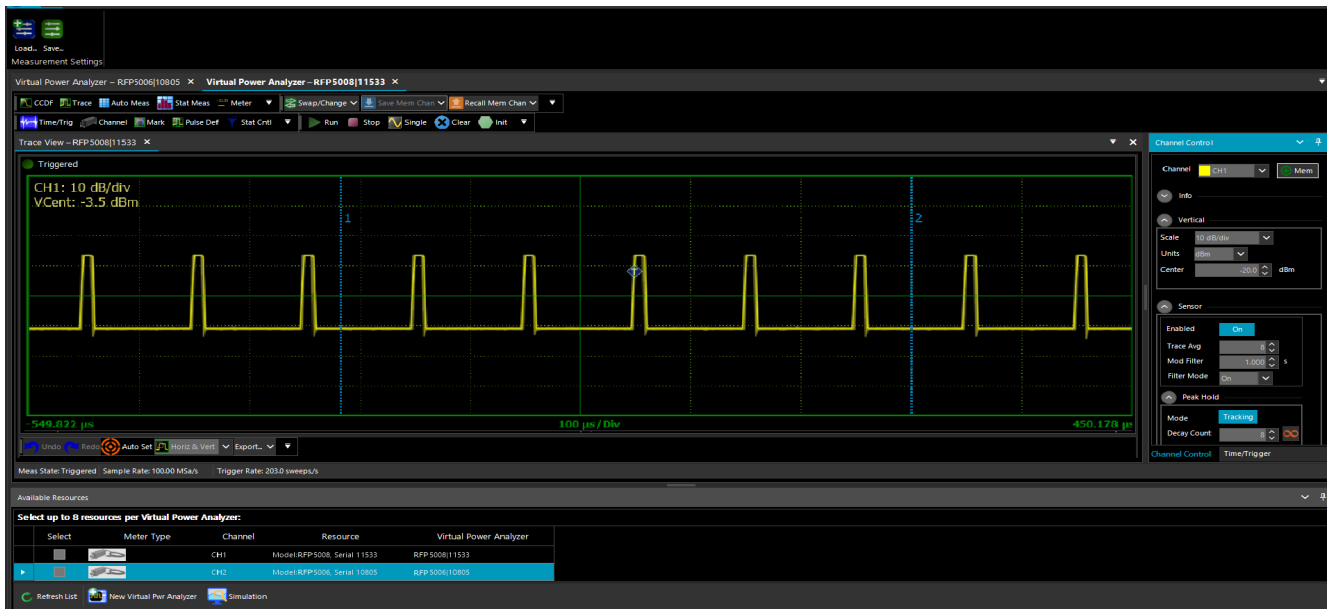 Load... Save...
Measurement Settings
Virtual Power Analyzer – RFP5006|10805 Virtual Power Analyzer – RFP5008|11533
CCDF Trace Auto Meas Stat Meas Meter Swap/Change Save Mem Chan Recall Mem Chan
Time/Trig Channel Mark Pulse Def Stat Cntl Run Stop Single Clear Init
Trace View – RFP5008|11533
Triggered
CH1: 10 dB/div
VCent: -3.5 dBm
1
2
T
-549.822 µs 100 µs/Div 450.178 µs
Undo Redo Auto Set Horiz & Vert Export...
Meas State: Triggered Sample Rate: 100.00 MSa/s Trigger Rate: 203.0 sweeps/s
Channel Control
Channel CH1 Mem
Info
Vertical
Scale 10 dB/div
Units dBm
Center -20.0 dBm
Sensor
Enabled On
Trace Avg 8
Mod Filter 1.000 s
Filter Mode On
Peak Hold
Mode Tracking
Decay Count 8
Channel Control Time/Trigger
Available Resources
Select up to 8 resources per Virtual Power Analyzer:
Select Meter Type Channel Resource Virtual Power Analyzer
CH1 Model:RFP5008, Serial 11533 RFP5008|11533
CH2 Model:RFP5006, Serial 10805 RFP5006|10805
Refresh List New Virtual Pwr Analyzer Simulation